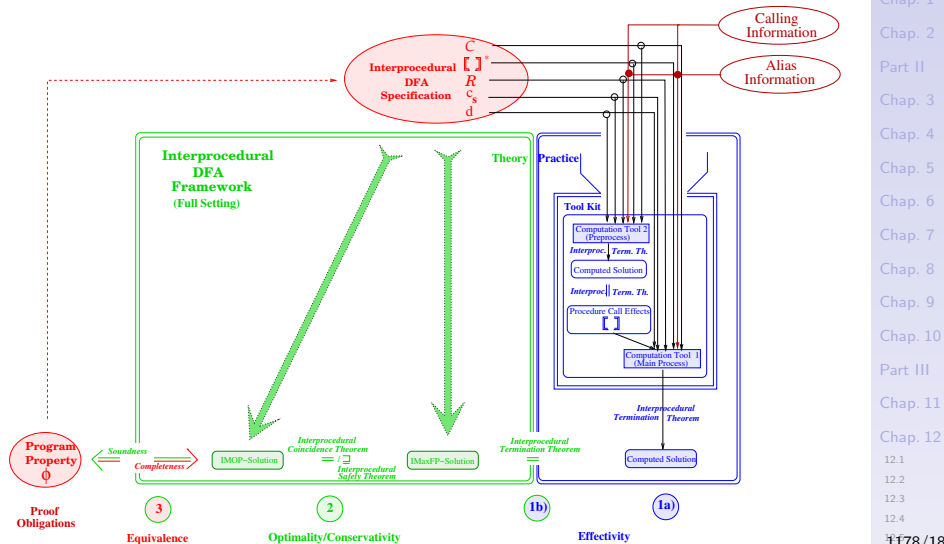 Calling
Information
Alias
Information
C
Interprocedural [ ]*
DFA R
Specification c s
d
Interprocedural
DFA
Framework
(Full Setting)
Theory
Practice
Tool Kit
Computation Tool 2
(Preprocess)
Interproc. Term. Th.
Computed Solution
Interproc. Term. Th.
Procedure Call Effects
[ ]
Computation Tool 1
(Main Process)
Interprocedural
Termination Theorem
Computed Solution
Program
Property
ϕ
Soundness
Completeness
IMOP-Solution
Interprocedural
Coincidence Theorem
= / ⊒
Interprocedural
Safety Theorem
IMaxFP-Solution
Interprocedural
Termination Theorem
=
Proof
Obligations
3
Equivalence
2
Optimality/Conservativity
1b)
1a)
Effectivity
Chap. 1
Chap. 2
Part II
Chap. 3
Chap. 4
Chap. 5
Chap. 6
Chap. 7
Chap. 8
Chap. 9
Chap. 10
Part III
Chap. 11
Chap. 12
12.1
12.2
12.3
12.4
1178/18